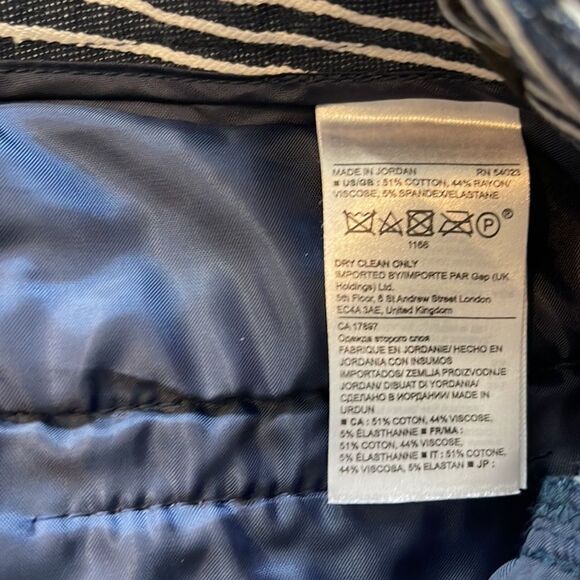 MADE IN JORDAN RN 54023
■ US/GB : 51% COTTON, 44% RAYON/
VISCOSE, 5% SPANDEX/ELASTANE
P ®
1166
DRY CLEAN ONLY
IMPORTED BY/IMPORTE PAR Gap (UK
Holdings) Ltd.
5th Floor, 6 St Andrew Street London
EC4A 3AE, United Kingdom
CA 17897
Одежда второго слоя
FABRIQUE EN JORDANIE/ HECHO EN
JORDANIA CON INSUMOS
IMPORTADOS/ ZEMLJA PROIZVODNJE
JORDAN/ DIBUAT DI YORDANIA/
СДЕЛАНО В ИОРДАНИИ/ MADE IN
URDUN
■ CA : 51% COTON, 44% VISCOSE,
5% ÉLASTHANNE ■ FR/MA :
51% COTON, 44% VISCOSE,
5% ÉLASTHANNE ■ IT : 51% COTONE,
44% VISCOSA, 5% ELASTAN ■ JP :